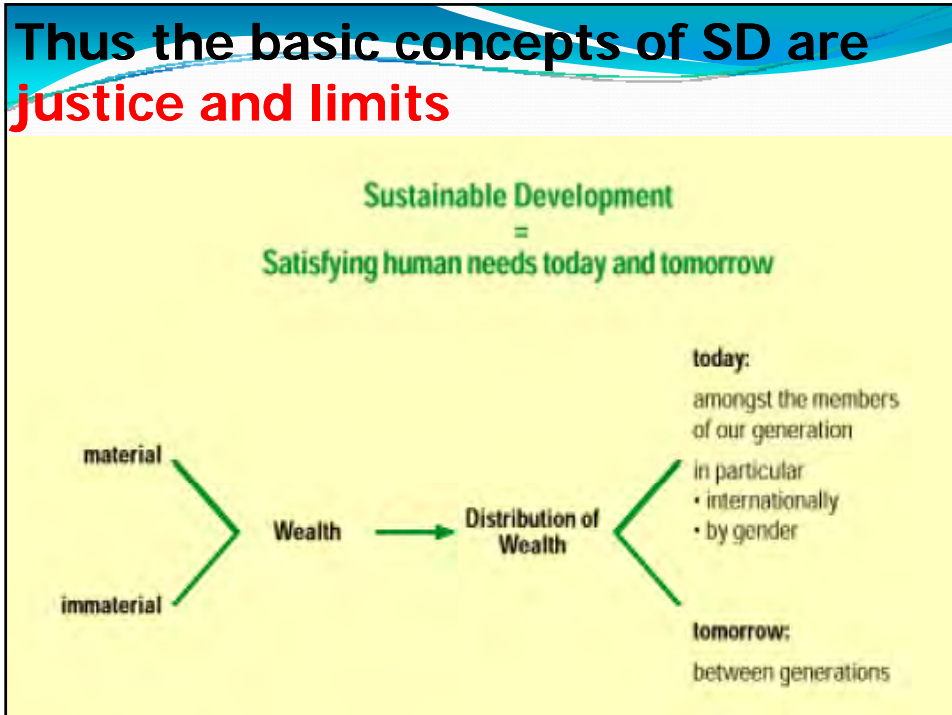 Thus the basic concepts of SD are
justice and limits
Sustainable Development
=
Satisfying human needs today and tomorrow
material
immaterial
Wealth
Distribution of
Wealth
today:
amongst the members
of our generation
in particular
• internationally
• by gender
tomorrow:
between generations